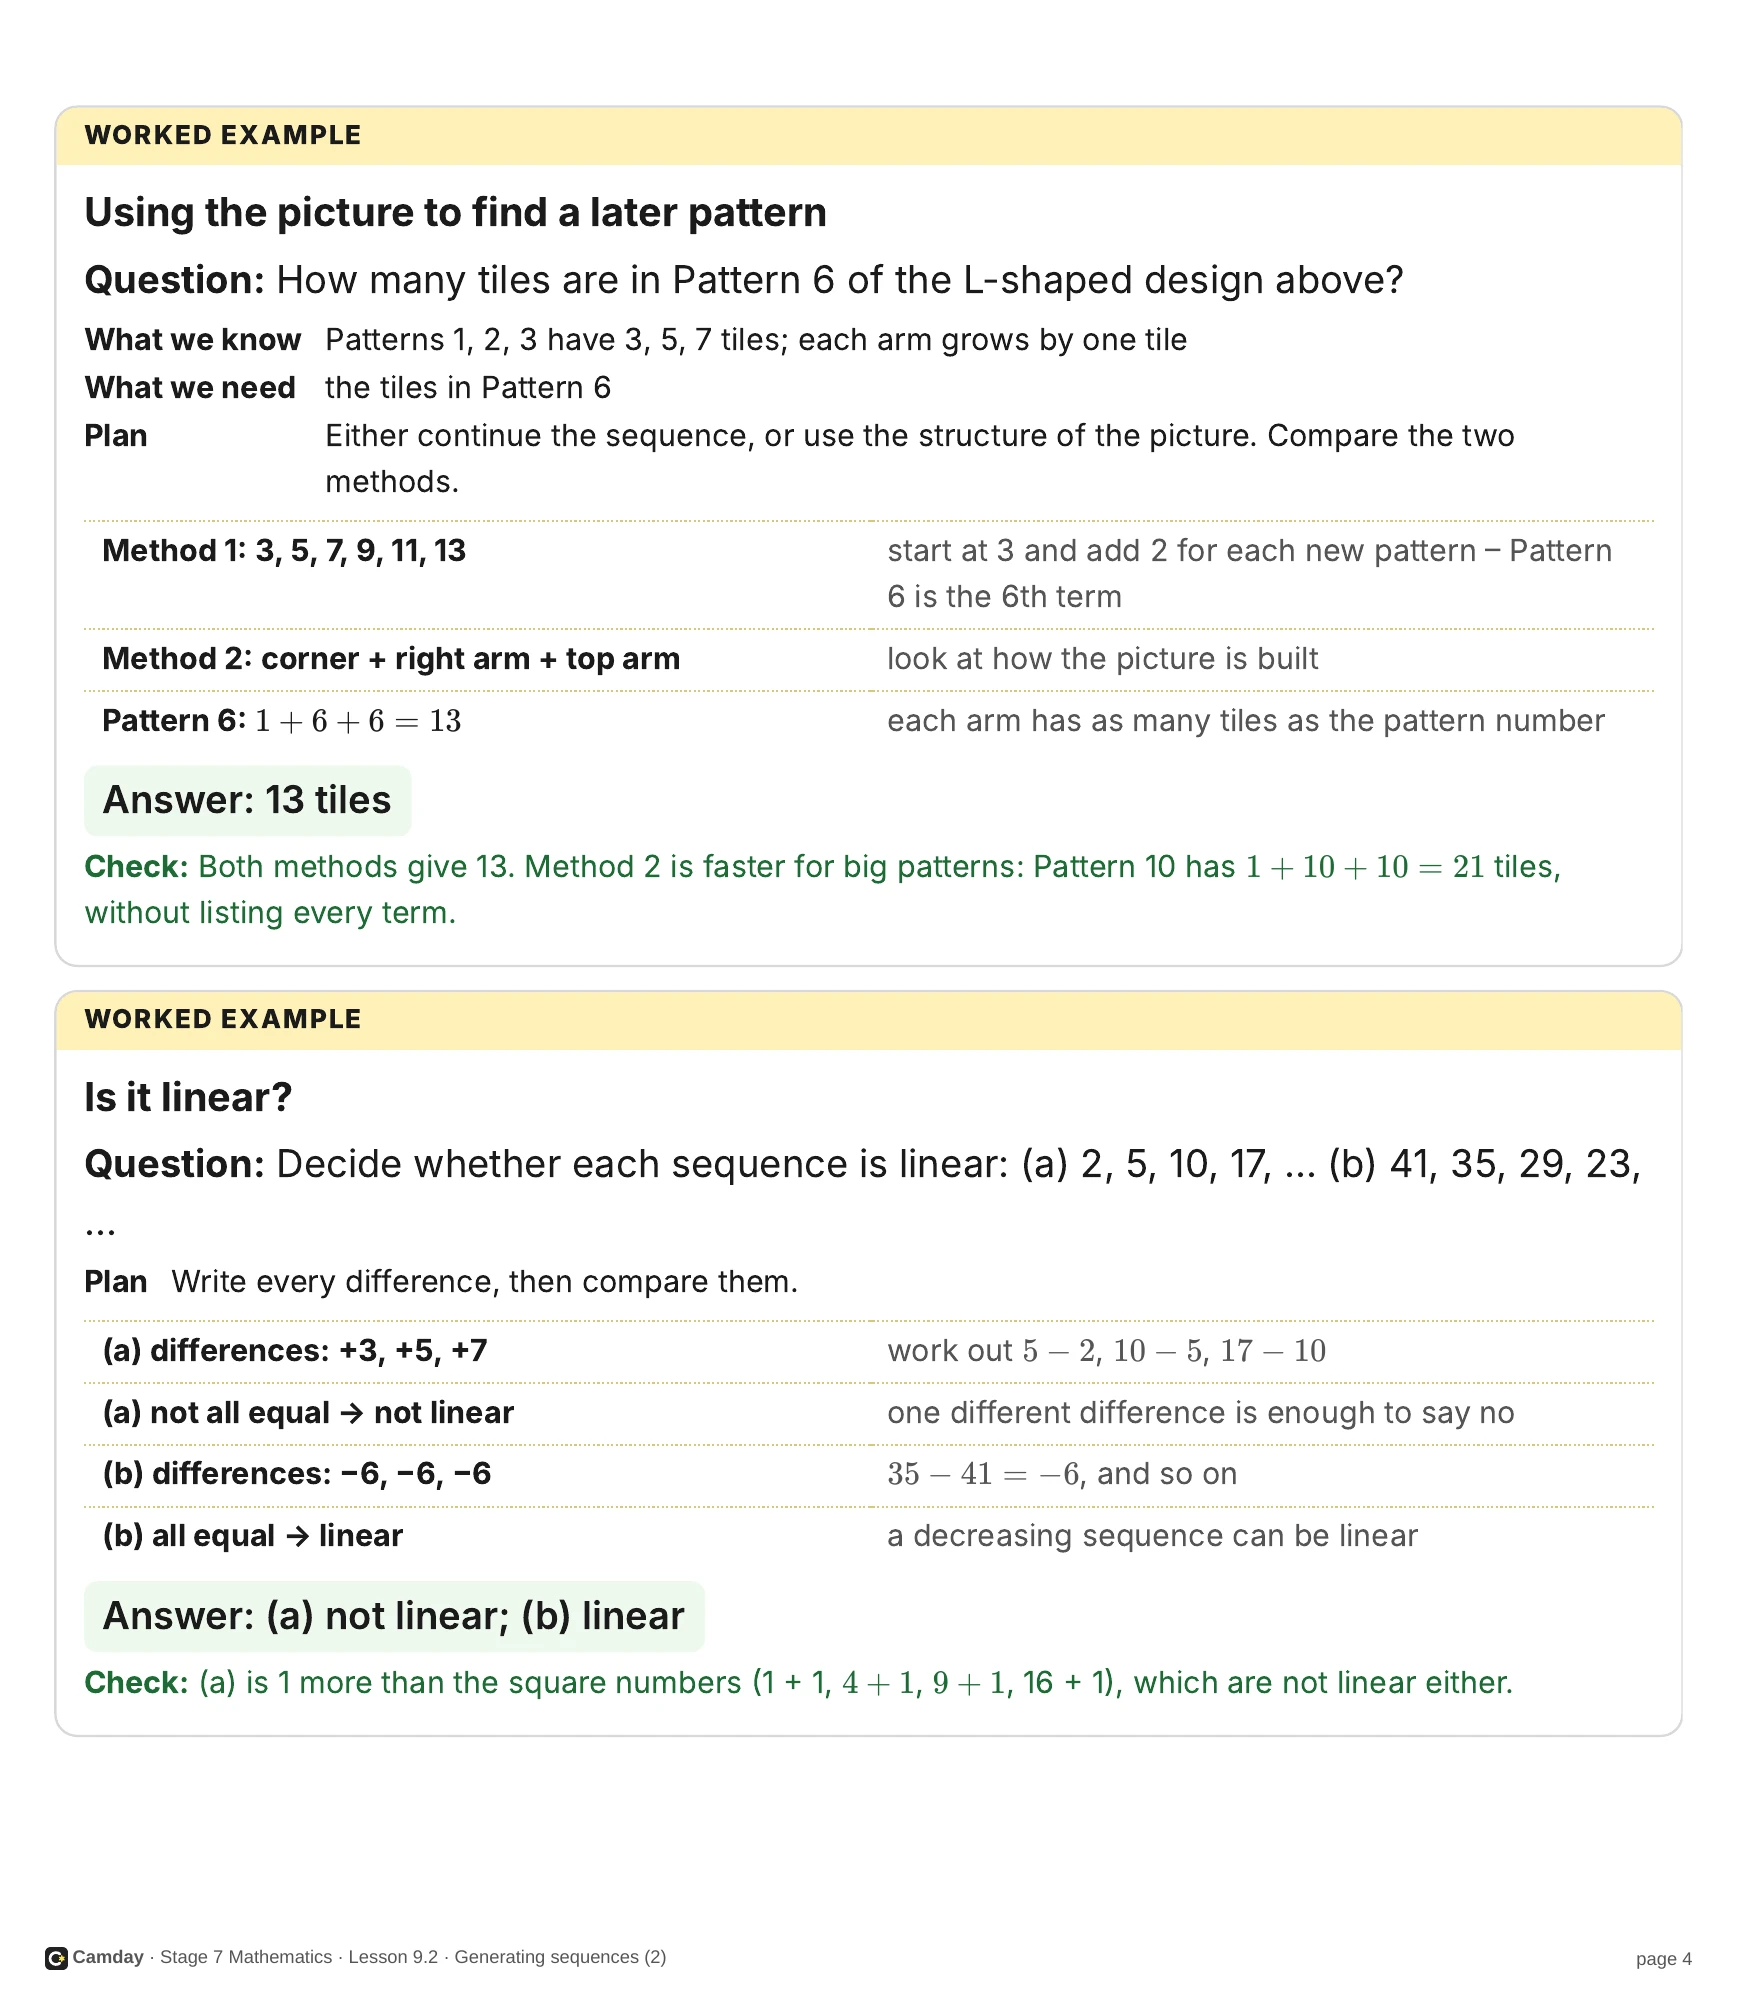 WORKED EXAMPLE
Using the picture to find a later pattern
Question: How many tiles are in Pattern 6 of the L-shaped design above?
What we know Patterns 1, 2, 3 have 3, 5, 7 tiles; each arm grows by one tile
What we need the tiles in Pattern 6
Plan Either continue the sequence, or use the structure of the picture. Compare the two
methods.
Method 1: 3, 5, 7, 9, 11, 13 start at 3 and add 2 for each new pattern – Pattern
6 is the 6th term
Method 2: corner + right arm + top arm look at how the picture is built
Pattern 6: 1 + 6 + 6 = 13 each arm has as many tiles as the pattern number
Answer: 13 tiles
Check: Both methods give 13. Method 2 is faster for big patterns: Pattern 10 has 1 + 10 + 10 = 21 tiles,
without listing every term.
WORKED EXAMPLE
Is it linear?
Question: Decide whether each sequence is linear: (a) 2, 5, 10, 17, … (b) 41, 35, 29, 23,
…
Plan Write every difference, then compare them.
(a) differences: +3, +5, +7 work out 5 − 2, 10 − 5, 17 − 10
(a) not all equal → not linear one different difference is enough to say no
(b) differences: −6, −6, −6 35 − 41 = −6, and so on
(b) all equal → linear a decreasing sequence can be linear
Answer: (a) not linear; (b) linear
Check: (a) is 1 more than the square numbers (1 + 1, 4 + 1, 9 + 1, 16 + 1), which are not linear either.
Camday · Stage 7 Mathematics · Lesson 9.2 · Generating sequences (2) page 4